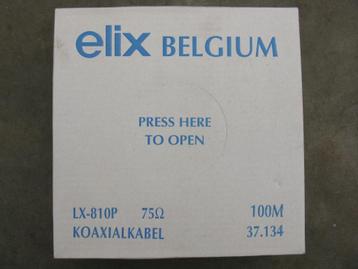 elix BELGIUM
PRESS HERE
TO OPEN
LX-810P 75Ω 100M
KOAXIALKABEL 37.134